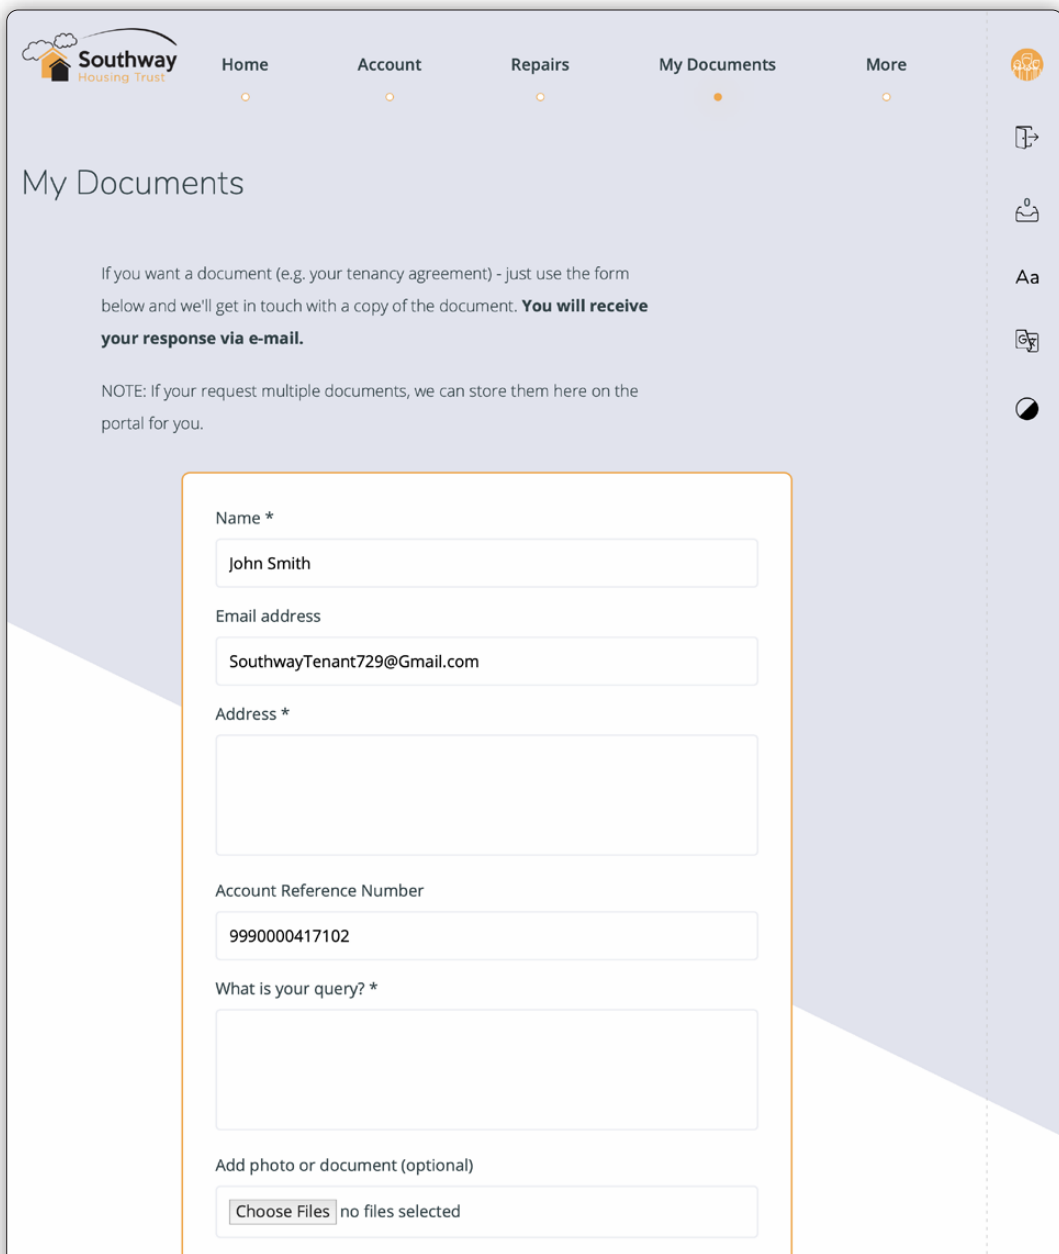 Southway
Housing Trust
Home
Account
Repairs
My Documents
More
0
Aa
My Documents
If you want a document (e.g. your tenancy agreement) - just use the form
below and we'll get in touch with a copy of the document. You will receive
your response via e-mail.
NOTE: If your request multiple documents, we can store them here on the
portal for you.
Name *
John Smith
Email address
SouthwayTenant729@Gmail.com
Address *
Account Reference Number
9990000417102
What is your query? *
Add photo or document (optional)
Choose Files no files selected